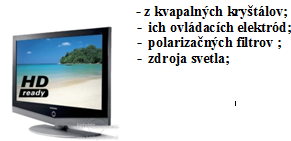 - z kvapalných kryštálov;
- ich ovládacích elektród;
- polarizačných filtrov ;
- zdroja svetla;
HD
ready